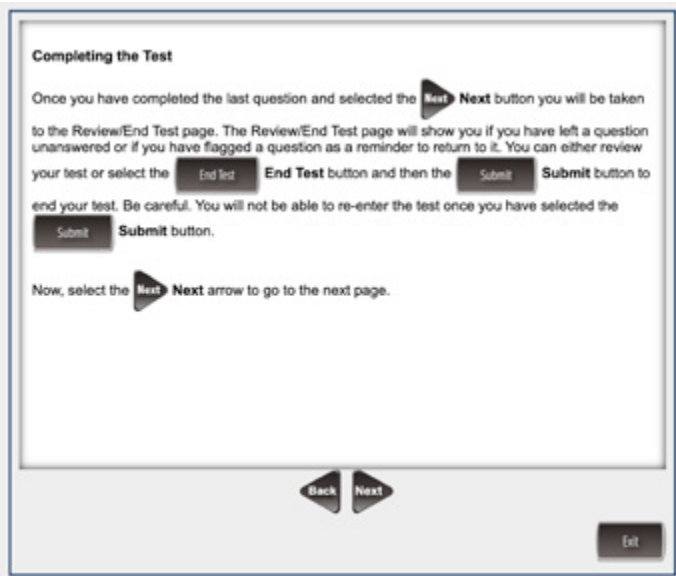 Completing the Test
Once you have completed the last question and selected the Next Next button you will be taken
to the Review/End Test page. The Review/End Test page will show you if you have left a question
unanswered or if you have flagged a question as a reminder to return to it. You can either review
your test or select the End Test End Test button and then the Submit Submit button to
end your test. Be careful. You will not be able to re-enter the test once you have selected the
Submit Submit button.
Now, select the Next Next arrow to go to the next page.
Back Next
Exit